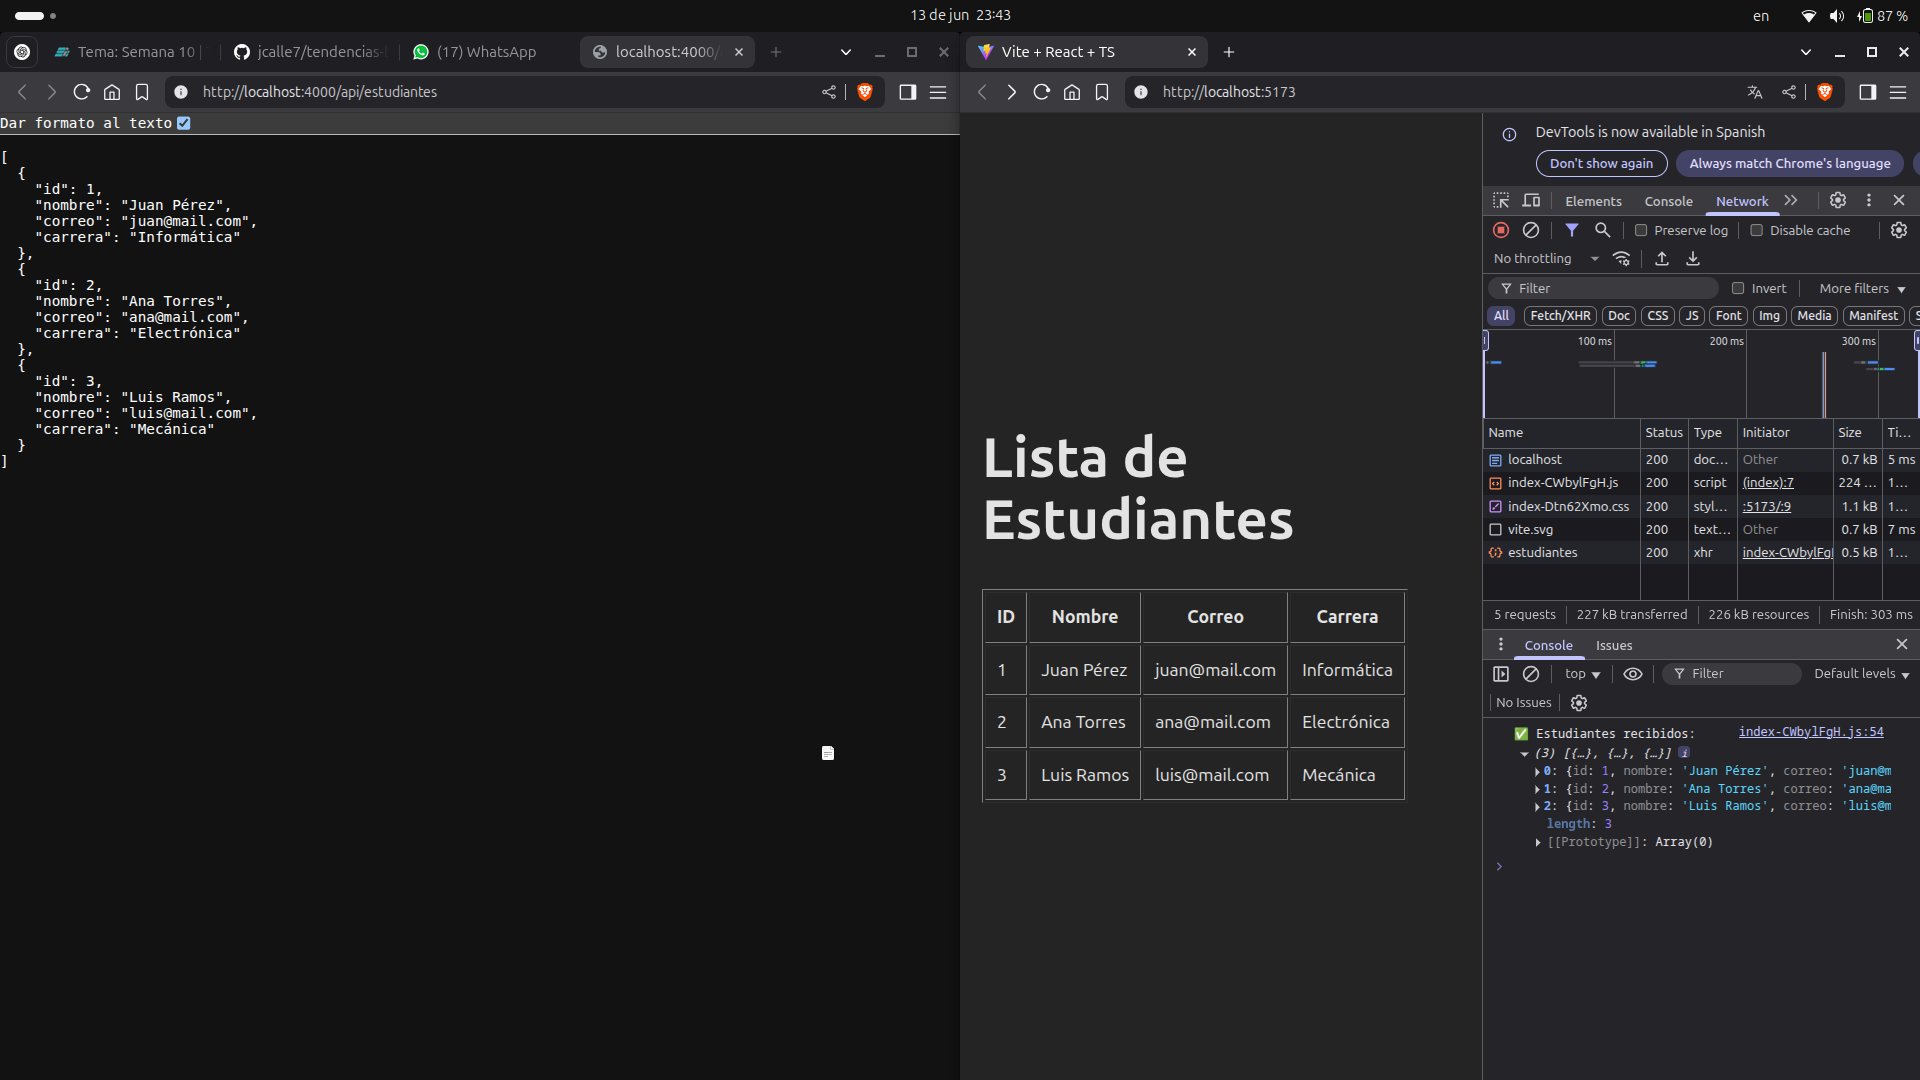 13 de jun 23:43
en
87 %
Tema: Semana 10 |
jcalle7/tendencias-
(17) WhatsApp
localhost:4000/
http://localhost:4000/api/estudiantes
Dar formato al texto
[
{
"id": 1,
"nombre": "Juan Pérez",
"correo": "juan@mail.com",
"carrera": "Informática"
},
{
"id": 2,
"nombre": "Ana Torres",
"correo": "ana@mail.com",
"carrera": "Electrónica"
},
{
"id": 3,
"nombre": "Luis Ramos",
"correo": "luis@mail.com",
"carrera": "Mecánica"
}
]
Vite + React + TS
http://localhost:5173
Lista de
Estudiantes
ID Nombre Correo Carrera
1 Juan Pérez juan@mail.com Informática
2 Ana Torres ana@mail.com Electrónica
3 Luis Ramos luis@mail.com Mecánica
DevTools is now available in Spanish
Don't show again Always match Chrome's language
Elements Console Network
Preserve log Disable cache
No throttling
Filter Invert More filters
All Fetch/XHR Doc CSS JS Font Img Media Manifest S
100 ms 200 ms 300 ms
Name Status Type Initiator Size Ti...
localhost 200 doc... Other 0.7 kB 5 ms
index-CWbylFgH.js 200 script (index):7 224 ... 1...
index-Dtn62Xmo.css 200 styl... :5173/:9 1.1 kB 1...
vite.svg 200 text... Other 0.7 kB 7 ms
estudiantes 200 xhr index-CWbylFgH 0.5 kB 1...
5 requests 227 kB transferred 226 kB resources Finish: 303 ms
Console Issues
top Filter Default levels
No Issues
✅ Estudiantes recibidos: index-CWbylFgH.js:54
(3) [{…}, {…}, {…}] i
0: {id: 1, nombre: 'Juan Pérez', correo: 'juan@m
1: {id: 2, nombre: 'Ana Torres', correo: 'ana@ma
2: {id: 3, nombre: 'Luis Ramos', correo: 'luis@m
length: 3
[[Prototype]]: Array(0)